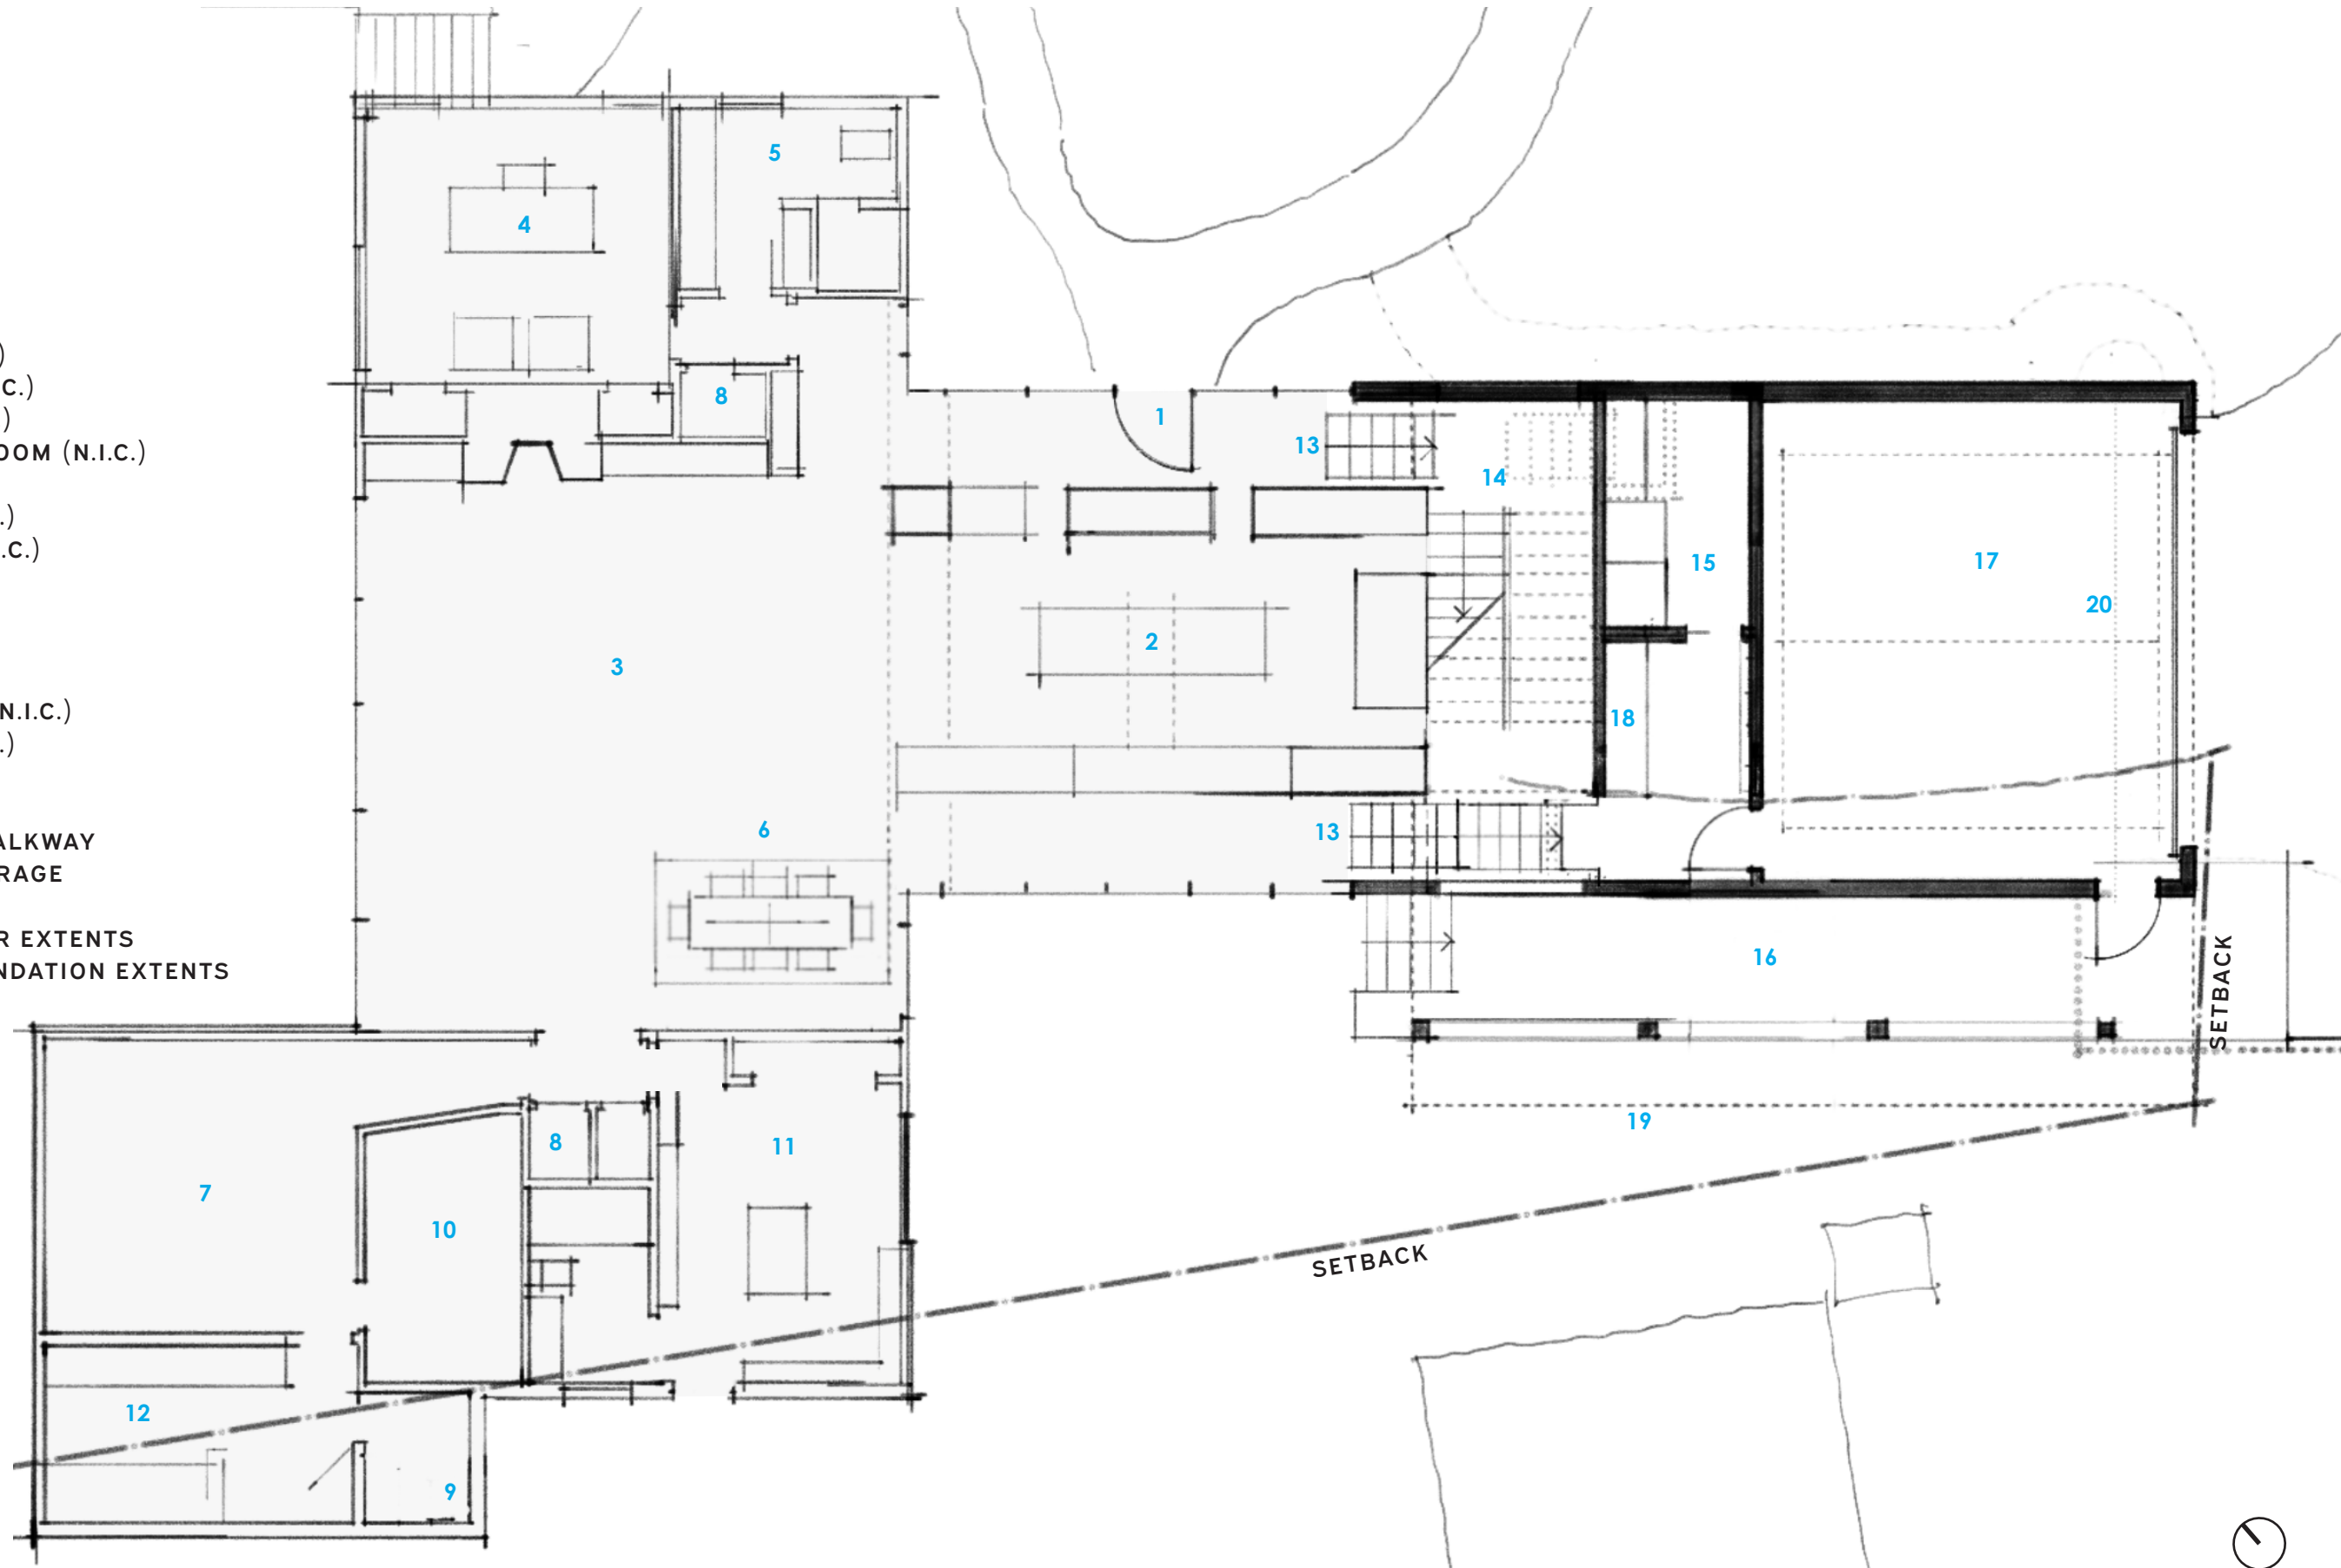 )
C.)
)
OOM (N.I.C.)
.)
.C.)
N.I.C.)
.)
ALKWAY
RAGE
R EXTENTS
NDATION EXTENTS
5
4
8
1
13
14
15
17
20
2
3
18
6
13
16
SETBACK
19
8
11
7
10
SETBACK
12
9